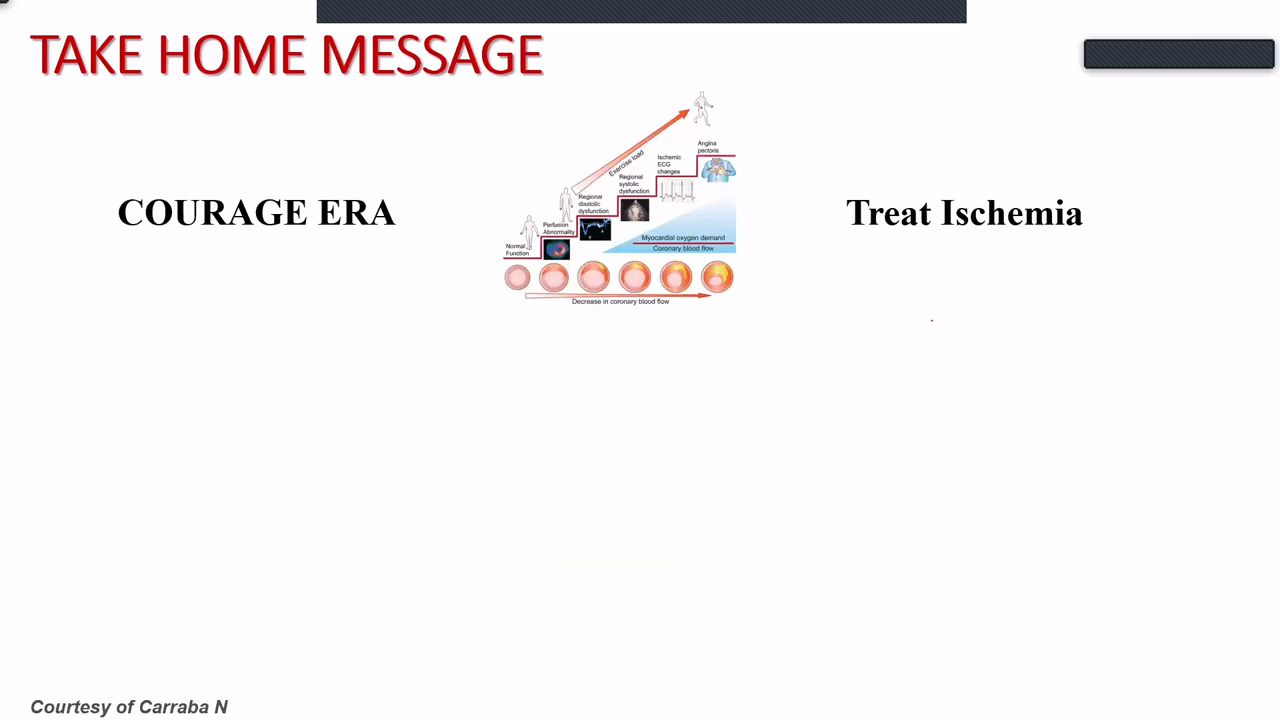 TAKE HOME MESSAGE
COURAGE ERA
Exercise load
Angina
pectoris
Ischemic
ECG
changes
Regional
systolic
dysfunction
Regional
diastolic
dysfunction
Perfusion
Abnormality
Normal
Function
Myocardial oxygen demand
Coronary blood flow
Decrease in coronary blood flow
Treat Ischemia
Courtesy of Carraba N